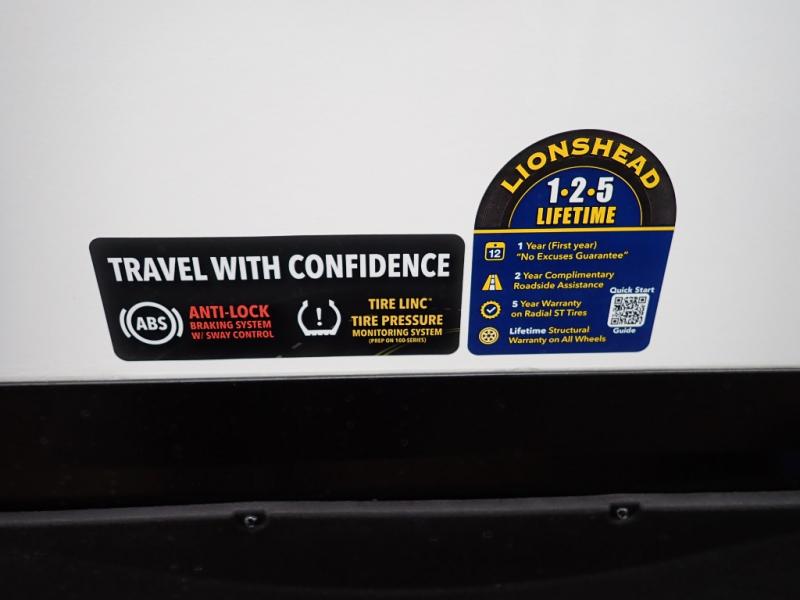 TRAVEL WITH CONFIDENCE
ABS
ANTI-LOCK
BRAKING SYSTEM
W/ SWAY CONTROL
!
TIRE LINC™
TIRE PRESSURE
MONITORING SYSTEM
(PREP ON 100-SERIES)
LIONSHEAD
1•2•5
LIFETIME
12
1 Year (First year)
"No Excuses Guarantee"
2 Year Complimentary
Roadside Assistance
5 Year Warranty
on Radial ST Tires
Lifetime Structural
Warranty on All Wheels
Quick Start
Guide